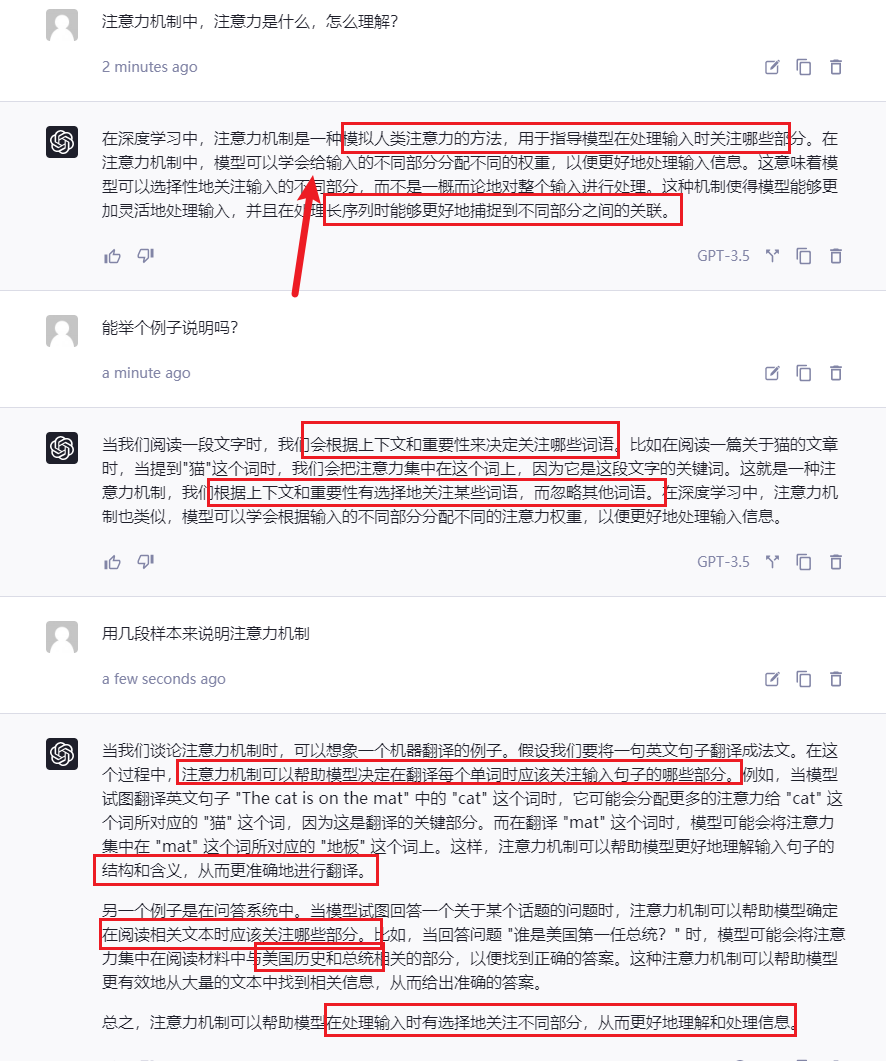 注意力机制中，注意力是什么，怎么理解？
2 minutes ago
在深度学习中，注意力机制是一种模拟人类注意力的方法，用于指导模型在处理输入时关注哪些部分。在
注意力机制中，模型可以学会给输入的不同部分分配不同的权重，以便更好地处理输入信息。这意味着模
型可以选择性地关注输入的不同部分，而不是一概而论地对整个输入进行处理。这种机制使得模型能够更
加灵活地处理输入，并且在处理长序列时能够更好地捕捉到不同部分之间的关联。
GPT-3.5
能举个例子说明吗？
a minute ago
当我们阅读一段文字时，我们会根据上下文和重要性来决定关注哪些词语。比如在阅读一篇关于猫的文章
时，当提到"猫"这个词时，我们会把注意力集中在这个词上，因为它是这段文字的关键词。这就是一种注
意力机制，我们根据上下文和重要性有选择地关注某些词语，而忽略其他词语。在深度学习中，注意力机
制也类似，模型可以学会根据输入的不同部分分配不同的注意力权重，以便更好地处理输入信息。
GPT-3.5
用几段样本来说明注意力机制
a few seconds ago
当我们谈论注意力机制时，可以想象一个机器翻译的例子。假设我们要将一句英文句子翻译成法文。在这
个过程中，注意力机制可以帮助模型决定在翻译每个单词时应该关注输入句子的哪些部分。例如，当模型
试图翻译英文句子 "The cat is on the mat" 中的 "cat" 这个词时，它可能会分配更多的注意力给 "cat" 这
个词所对应的 "猫" 这个词，因为这是翻译的关键部分。而在翻译 "mat" 这个词时，模型可能会将注意力
集中在 "mat" 这个词所对应的 "地板" 这个词上。这样，注意力机制可以帮助模型更好地理解输入句子的
结构和含义，从而更准确地进行翻译。
另一个例子是在问答系统中。当模型试图回答一个关于某个话题的问题时，注意力机制可以帮助模型确定
在阅读相关文本时应该关注哪些部分。比如，当回答问题 "谁是美国第一任总统？" 时，模型可能会将注意
力集中在阅读材料中与美国历史和总统相关的部分，以便找到正确的答案。这种注意力机制可以帮助模型
更有效地从大量的文本中找到相关信息，从而给出准确的答案。
总之，注意力机制可以帮助模型在处理输入时有选择地关注不同部分，从而更好地理解和处理信息。